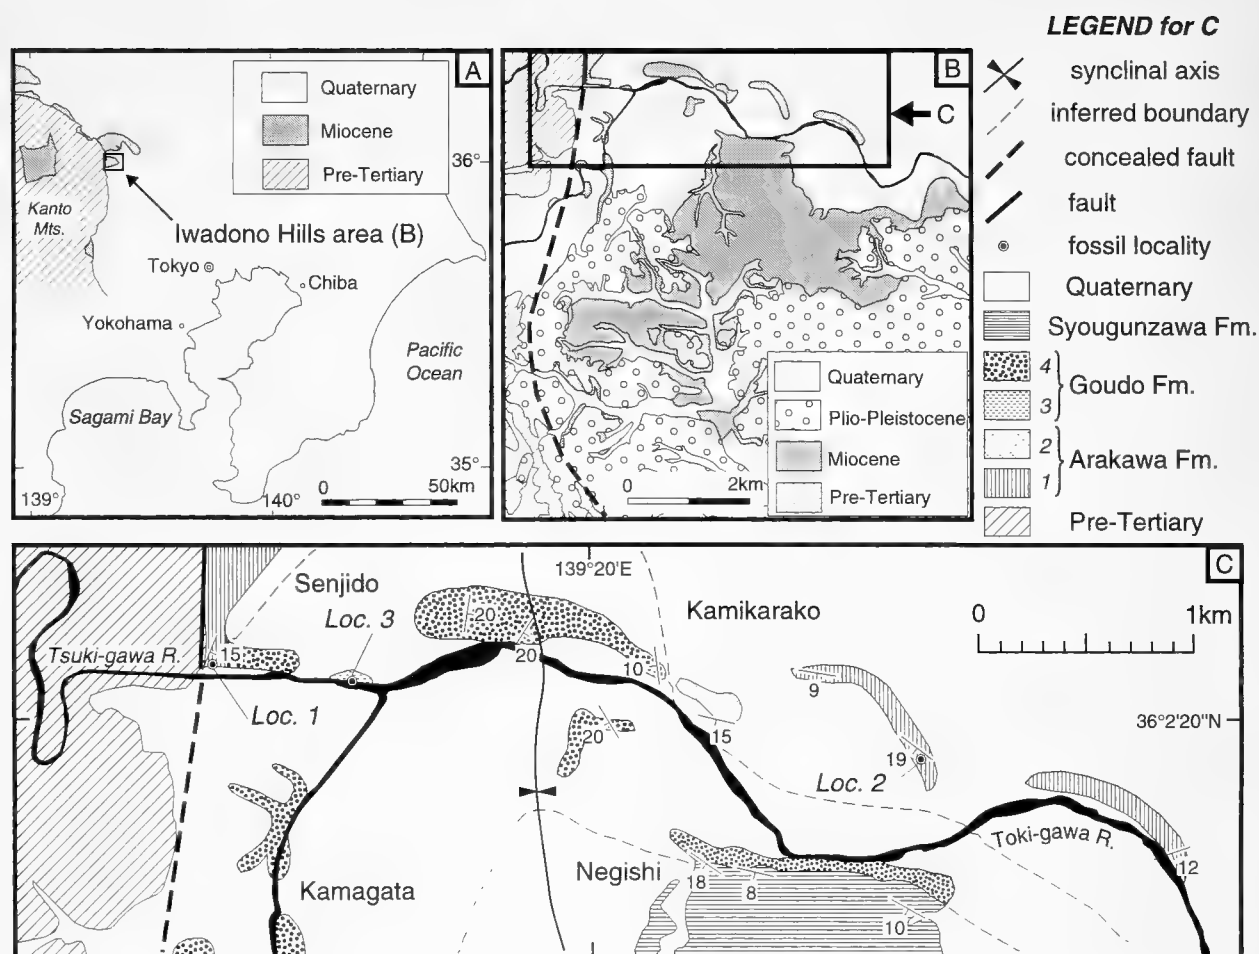 LEGEND for C
synclinal axis
inferred boundary
concealed fault
fault
fossil locality
Quaternary
Syougunzawa Fm.
4
Goudo Fm.
3
2
Arakawa Fm.
1
Pre-Tertiary
A
Quaternary
Miocene
Pre-Tertiary
36°
Kanto
Mts.
Iwadono Hills area (B)
Tokyo
Chiba
Yokohama
Pacific
Ocean
Sagami Bay
35°
0 50km
139° 140°
B
C
Quaternary
Plio-Pleistocene
Miocene
Pre-Tertiary
0 2km
C
139°20'E
Senjido
Kamikarako
0 1km
Loc. 3
20
Tsuki-gawa R.
15
20
10
9
Loc. 1
36°2'20"N
20
15
19
Loc. 2
Toki-gawa R.
12
Negishi
18
8
Kamagata
10